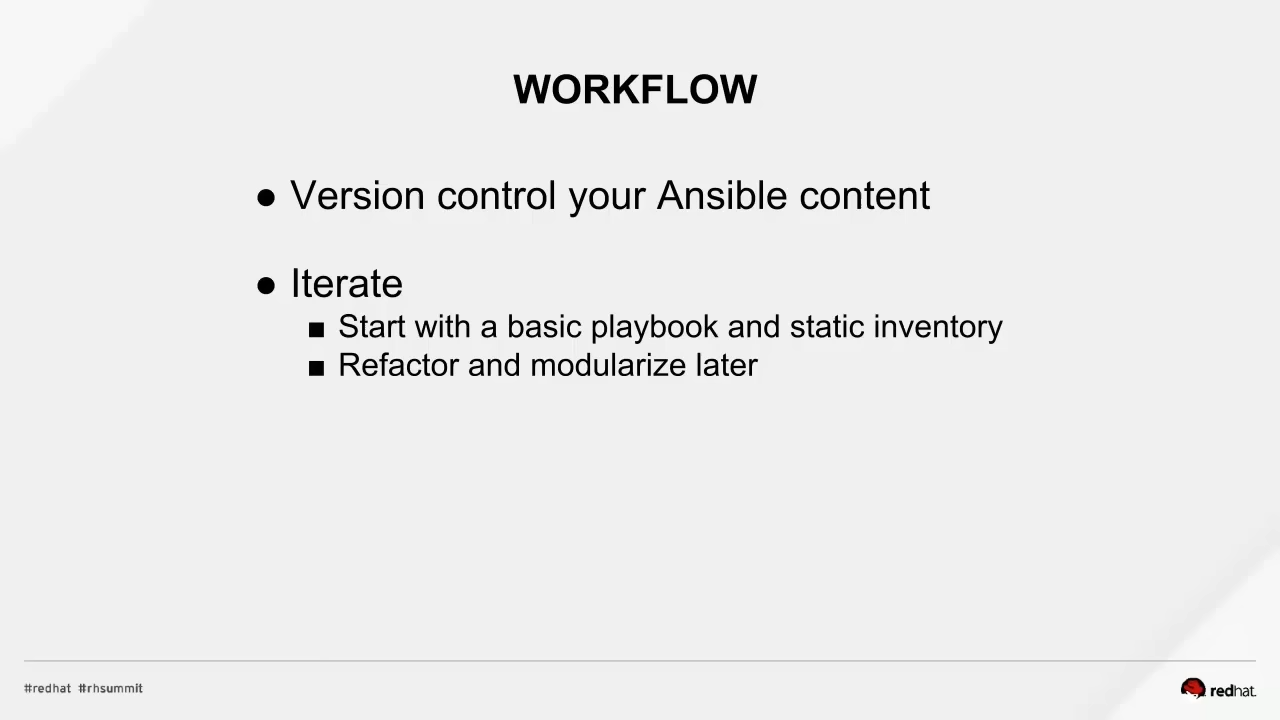 WORKFLOW
● Version control your Ansible content
● Iterate
■ Start with a basic playbook and static inventory
■ Refactor and modularize later
#redhat #rhsummit
redhat.